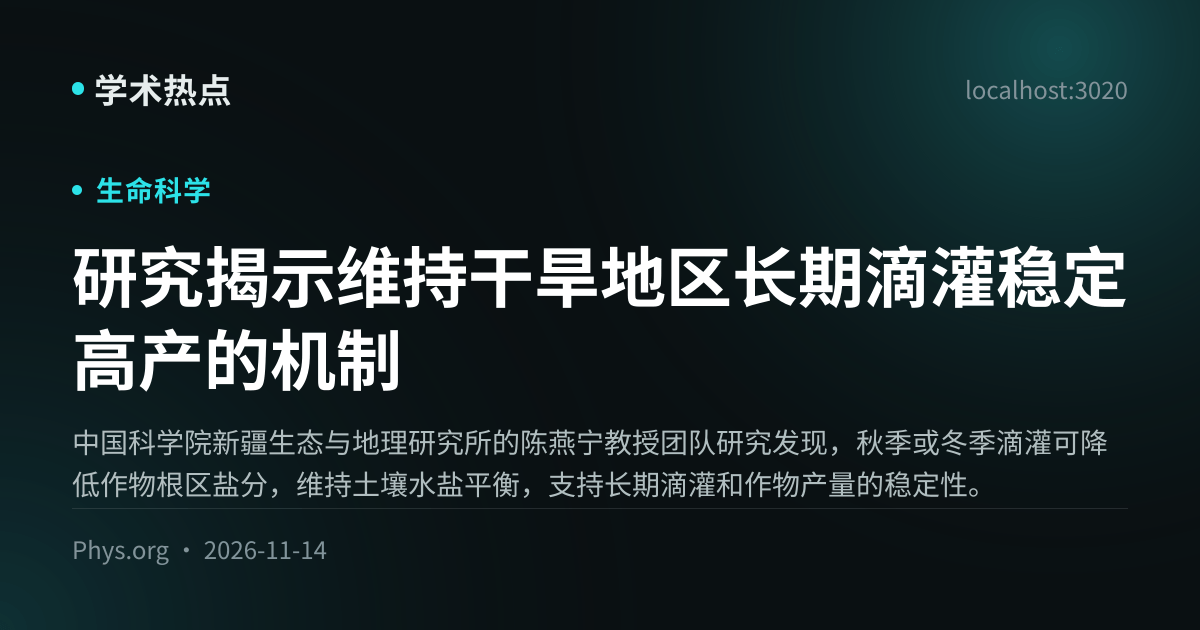 学术热点
localhost:3020
生命科学
研究揭示维持干旱地区长期滴灌稳定
高产的机制
中国科学院新疆生态与地理研究所的陈燕宁教授团队研究发现，秋季或冬季滴灌可降
低作物根区盐分，维持土壤水盐平衡，支持长期滴灌和作物产量的稳定性。
Phys.org • 2026-11-14